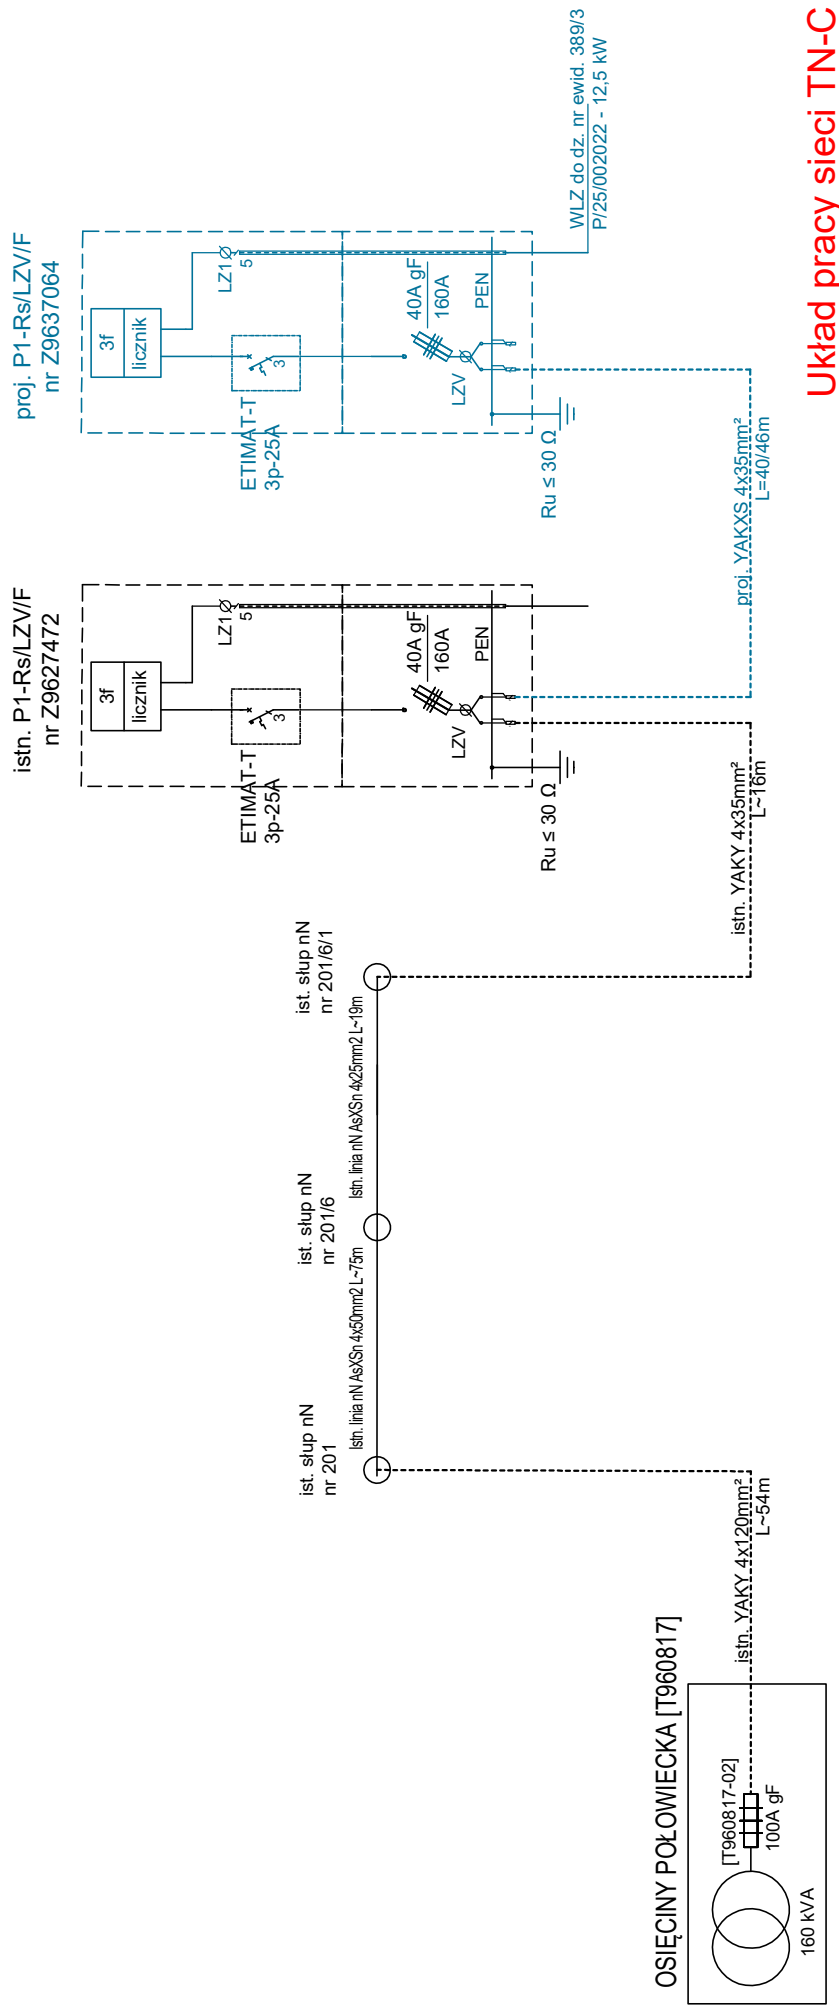 OSIĘCINY POŁOWIECKA [T960817]
[T960817-02]
100A gF
160 kVA
istn. YAKY 4x120mm²
L~54m
ist. słup nN
nr 201
Istn. linia nN AsXSn 4x50mm2 L~75m
ist. słup nN
nr 201/6
Istn. linia nN AsXSn 4x25mm2 L~19m
ist. słup nN
nr 201/6/1
istn. YAKY 4x35mm²
L~16m
istn. P1-Rs/LZV/F
nr Z9627472
3f
licznik
LZ1
5
ETIMAT-T
3p-25A
3
40A gF
160A
LZV
PEN
Ru ≤ 30 Ω
proj. YAKXS 4x35mm²
L=40/46m
proj. P1-Rs/LZV/F
nr Z9637064
3f
licznik
LZ1
5
ETIMAT-T
3p-25A
3
40A gF
160A
LZV
PEN
Ru ≤ 30 Ω
WLZ do dz. nr ewid. 389/3
P/25/002022 - 12,5 kW
Układ pracy sieci TN-C